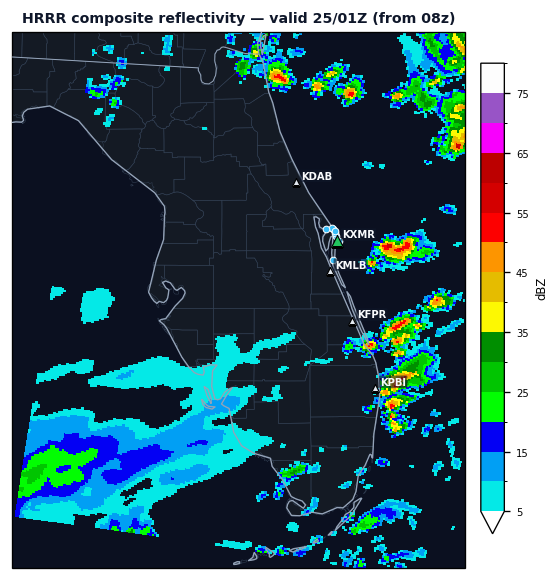 HRRR composite reflectivity — valid 25/01Z (from 08z)
KDAB
KXMR
KMLB
KFPR
KPBI
75
65
55
45
35
25
15
5
dBZ